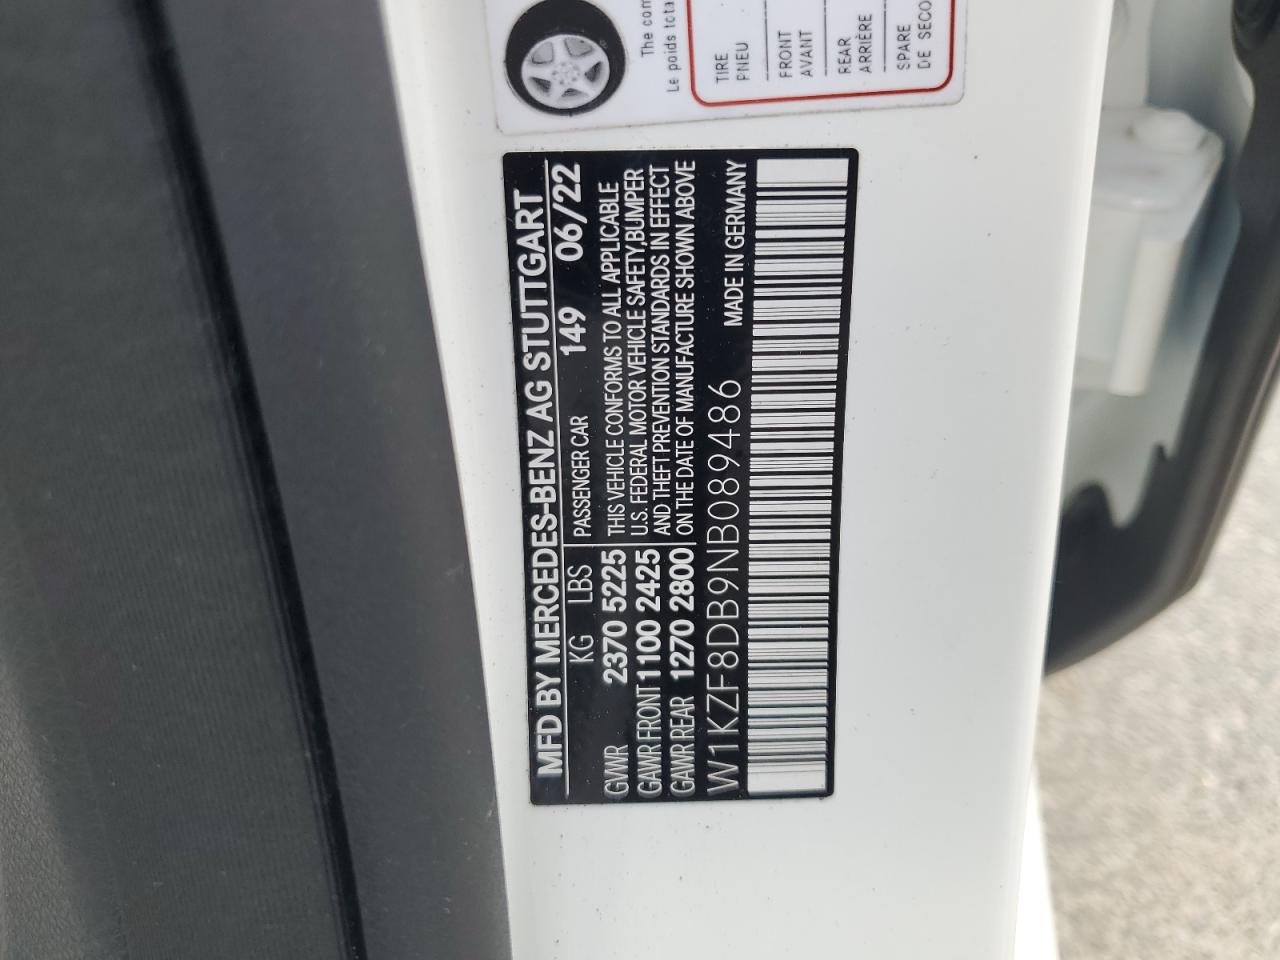 The com
Le poids tota
TIRE
PNEU
FRONT
AVANT
REAR
ARRIÈRE
SPARE
DE SECO
MFD BY MERCEDES-BENZ AG STUTTGART
KG LBS PASSENGER CAR 149 06/22
GVWR 2370 5225 THIS VEHICLE CONFORMS TO ALL APPLICABLE
GAWR FRONT 1100 2425 U.S. FEDERAL MOTOR VEHICLE SAFETY,BUMPER
AND THEFT PREVENTION STANDARDS IN EFFECT
GAWR REAR 1270 2800 ON THE DATE OF MANUFACTURE SHOWN ABOVE
W1KZF8DB9NB089486 MADE IN GERMANY